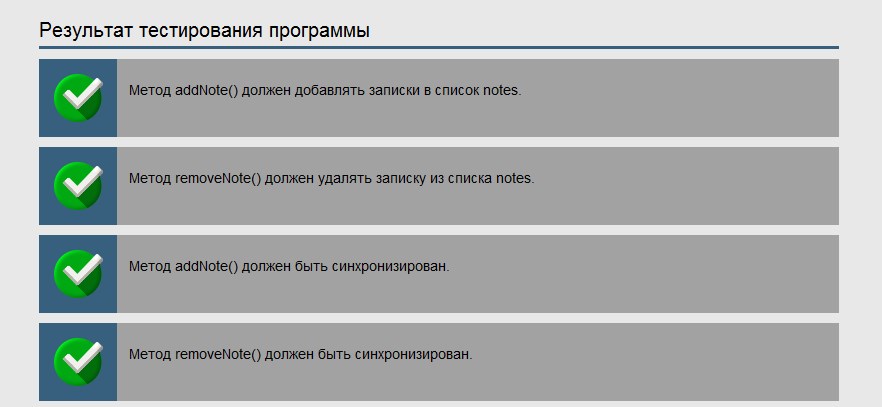 Результат тестирования программы
Метод addNote() должен добавлять записки в список notes.
Метод removeNote() должен удалять записку из списка notes.
Метод addNote() должен быть синхронизирован.
Метод removeNote() должен быть синхронизирован.